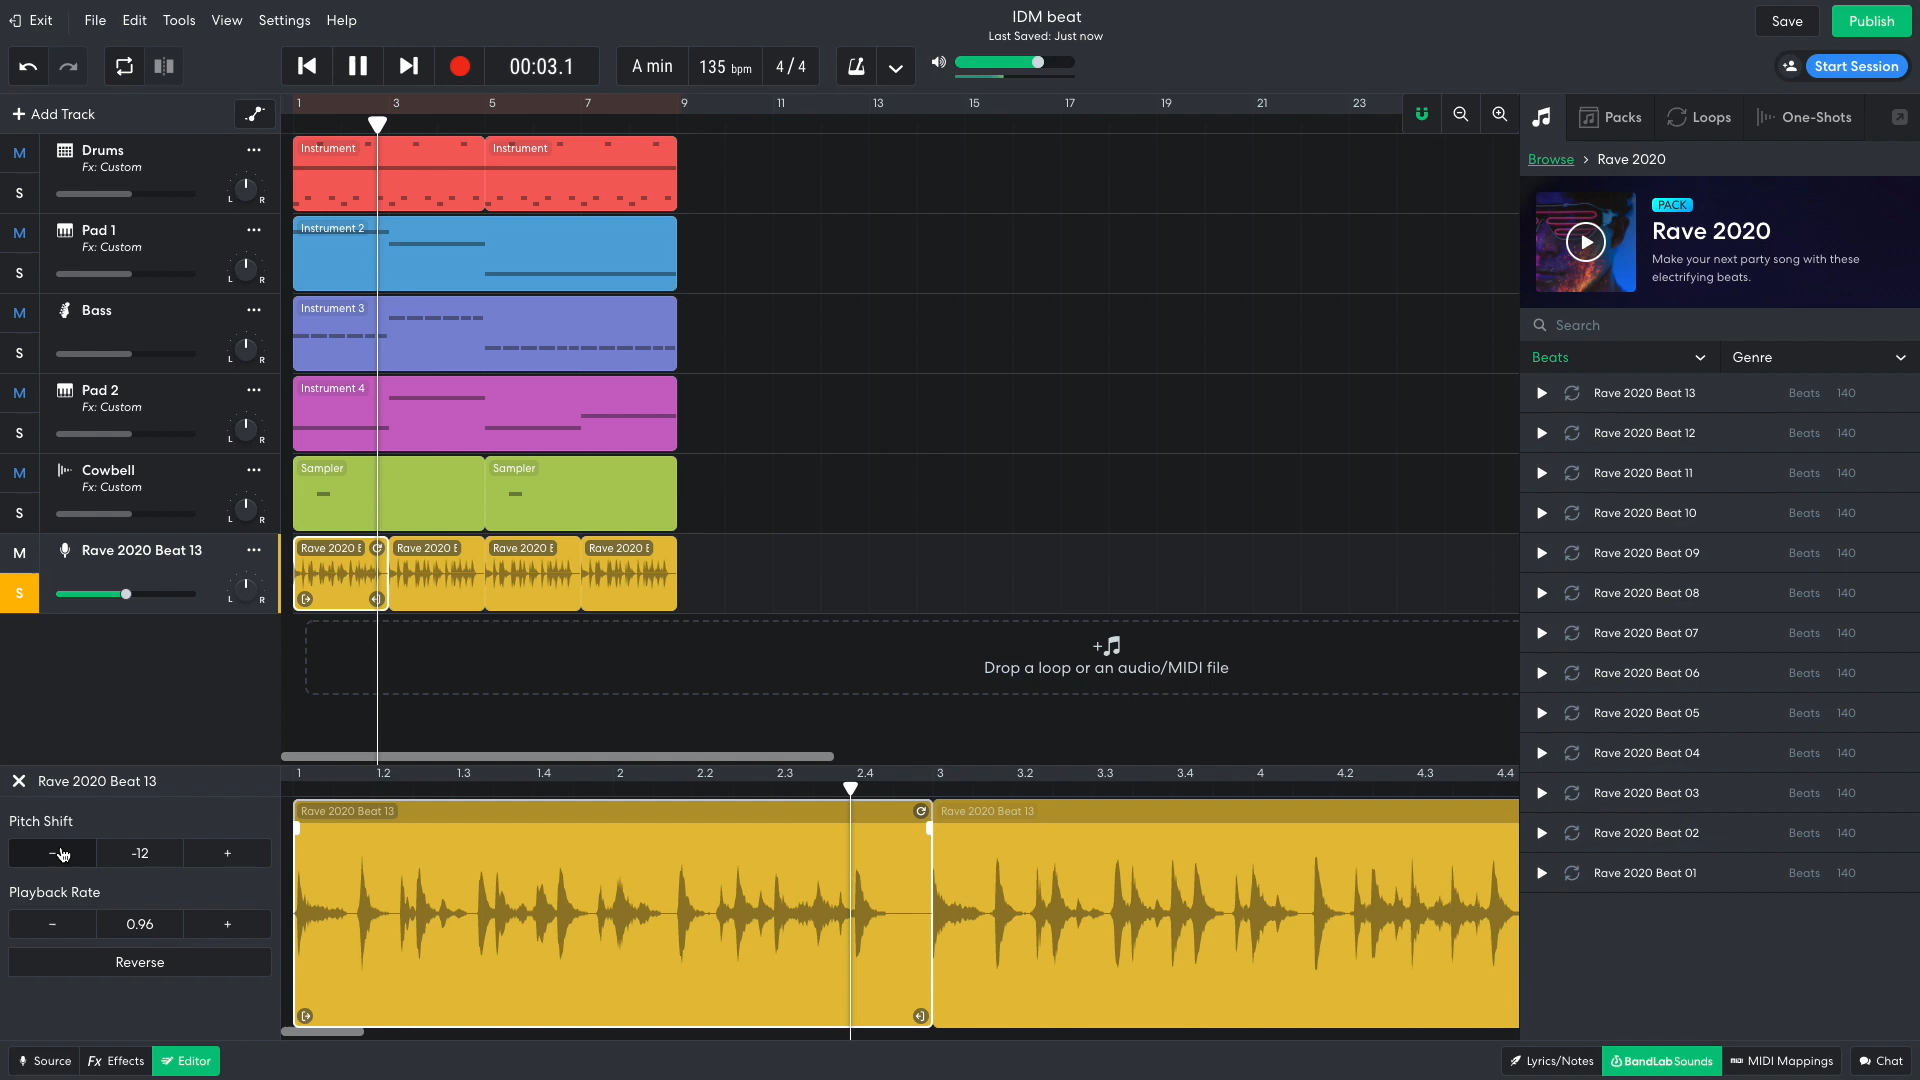 Exit File Edit Tools View Settings Help
IDM beat
Last Saved: Just now
Save Publish
00:03.1 A min 135 bpm 4/4
Start Session
Add Track
1 3 5 7 9 11 13 15 17 19 21 23
Packs Loops One-Shots
Browse › Rave 2020
PACK
Rave 2020
Make your next party song with these
electrifying beats.
Search
Beats Genre
Rave 2020 Beat 13 Beats 140
Rave 2020 Beat 12 Beats 140
Rave 2020 Beat 11 Beats 140
Rave 2020 Beat 10 Beats 140
Rave 2020 Beat 09 Beats 140
Rave 2020 Beat 08 Beats 140
Rave 2020 Beat 07 Beats 140
Rave 2020 Beat 06 Beats 140
Rave 2020 Beat 05 Beats 140
Rave 2020 Beat 04 Beats 140
Rave 2020 Beat 03 Beats 140
Rave 2020 Beat 02 Beats 140
Rave 2020 Beat 01 Beats 140
M Drums
Fx: Custom
S L R
Instrument Instrument
M Pad 1
Fx: Custom
S L R
Instrument 2
M Bass
S L R
Instrument 3
M Pad 2
Fx: Custom
S L R
Instrument 4
M Cowbell
Fx: Custom
S L R
Sampler Sampler
M Rave 2020 Beat 13
S L R
Rave 2020 B Rave 2020 B Rave 2020 B Rave 2020 B
Drop a loop or an audio/MIDI file
Rave 2020 Beat 13
1 1.2 1.3 1.4 2 2.2 2.3 2.4 3 3.2 3.3 3.4 4 4.2 4.3 4.4
Rave 2020 Beat 13 Rave 2020 Beat 13
Pitch Shift
− -12 +
Playback Rate
− 0.96 +
Reverse
Source Fx Effects Editor
Lyrics/Notes BandLab Sounds MIDI Mappings Chat